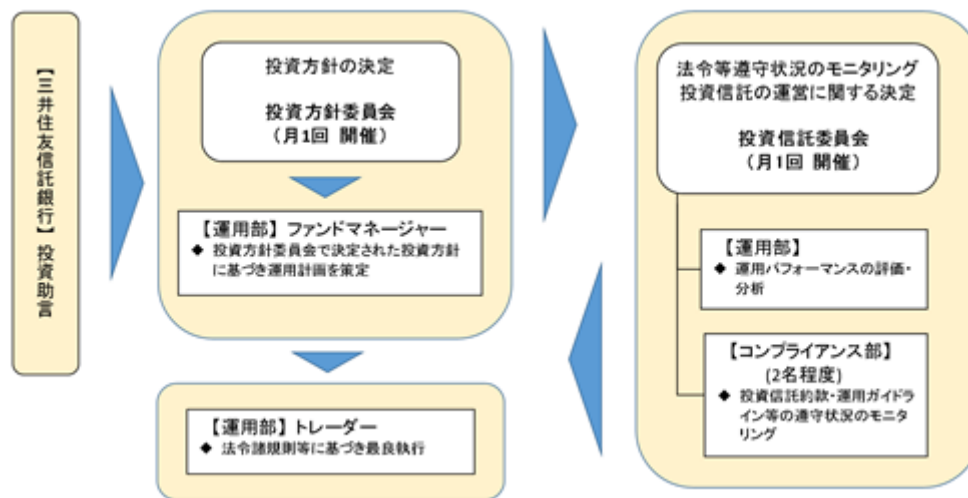 【三井住友信託銀行】投資助言
投資方針の決定
投資方針委員会
（月1回 開催）
【運用部】ファンドマネージャー
◆ 投資方針委員会で決定された投資方針
に基づき運用計画を策定
【運用部】トレーダー
◆ 法令諸規則等に基づき最良執行
法令等遵守状況のモニタリング
投資信託の運営に関する決定
投資信託委員会
（月1回 開催）
【運用部】
◆ 運用パフォーマンスの評価・
分析
【コンプライアンス部】
(2名程度)
◆ 投資信託約款・運用ガイドラ
イン等の遵守状況のモニタ
リング